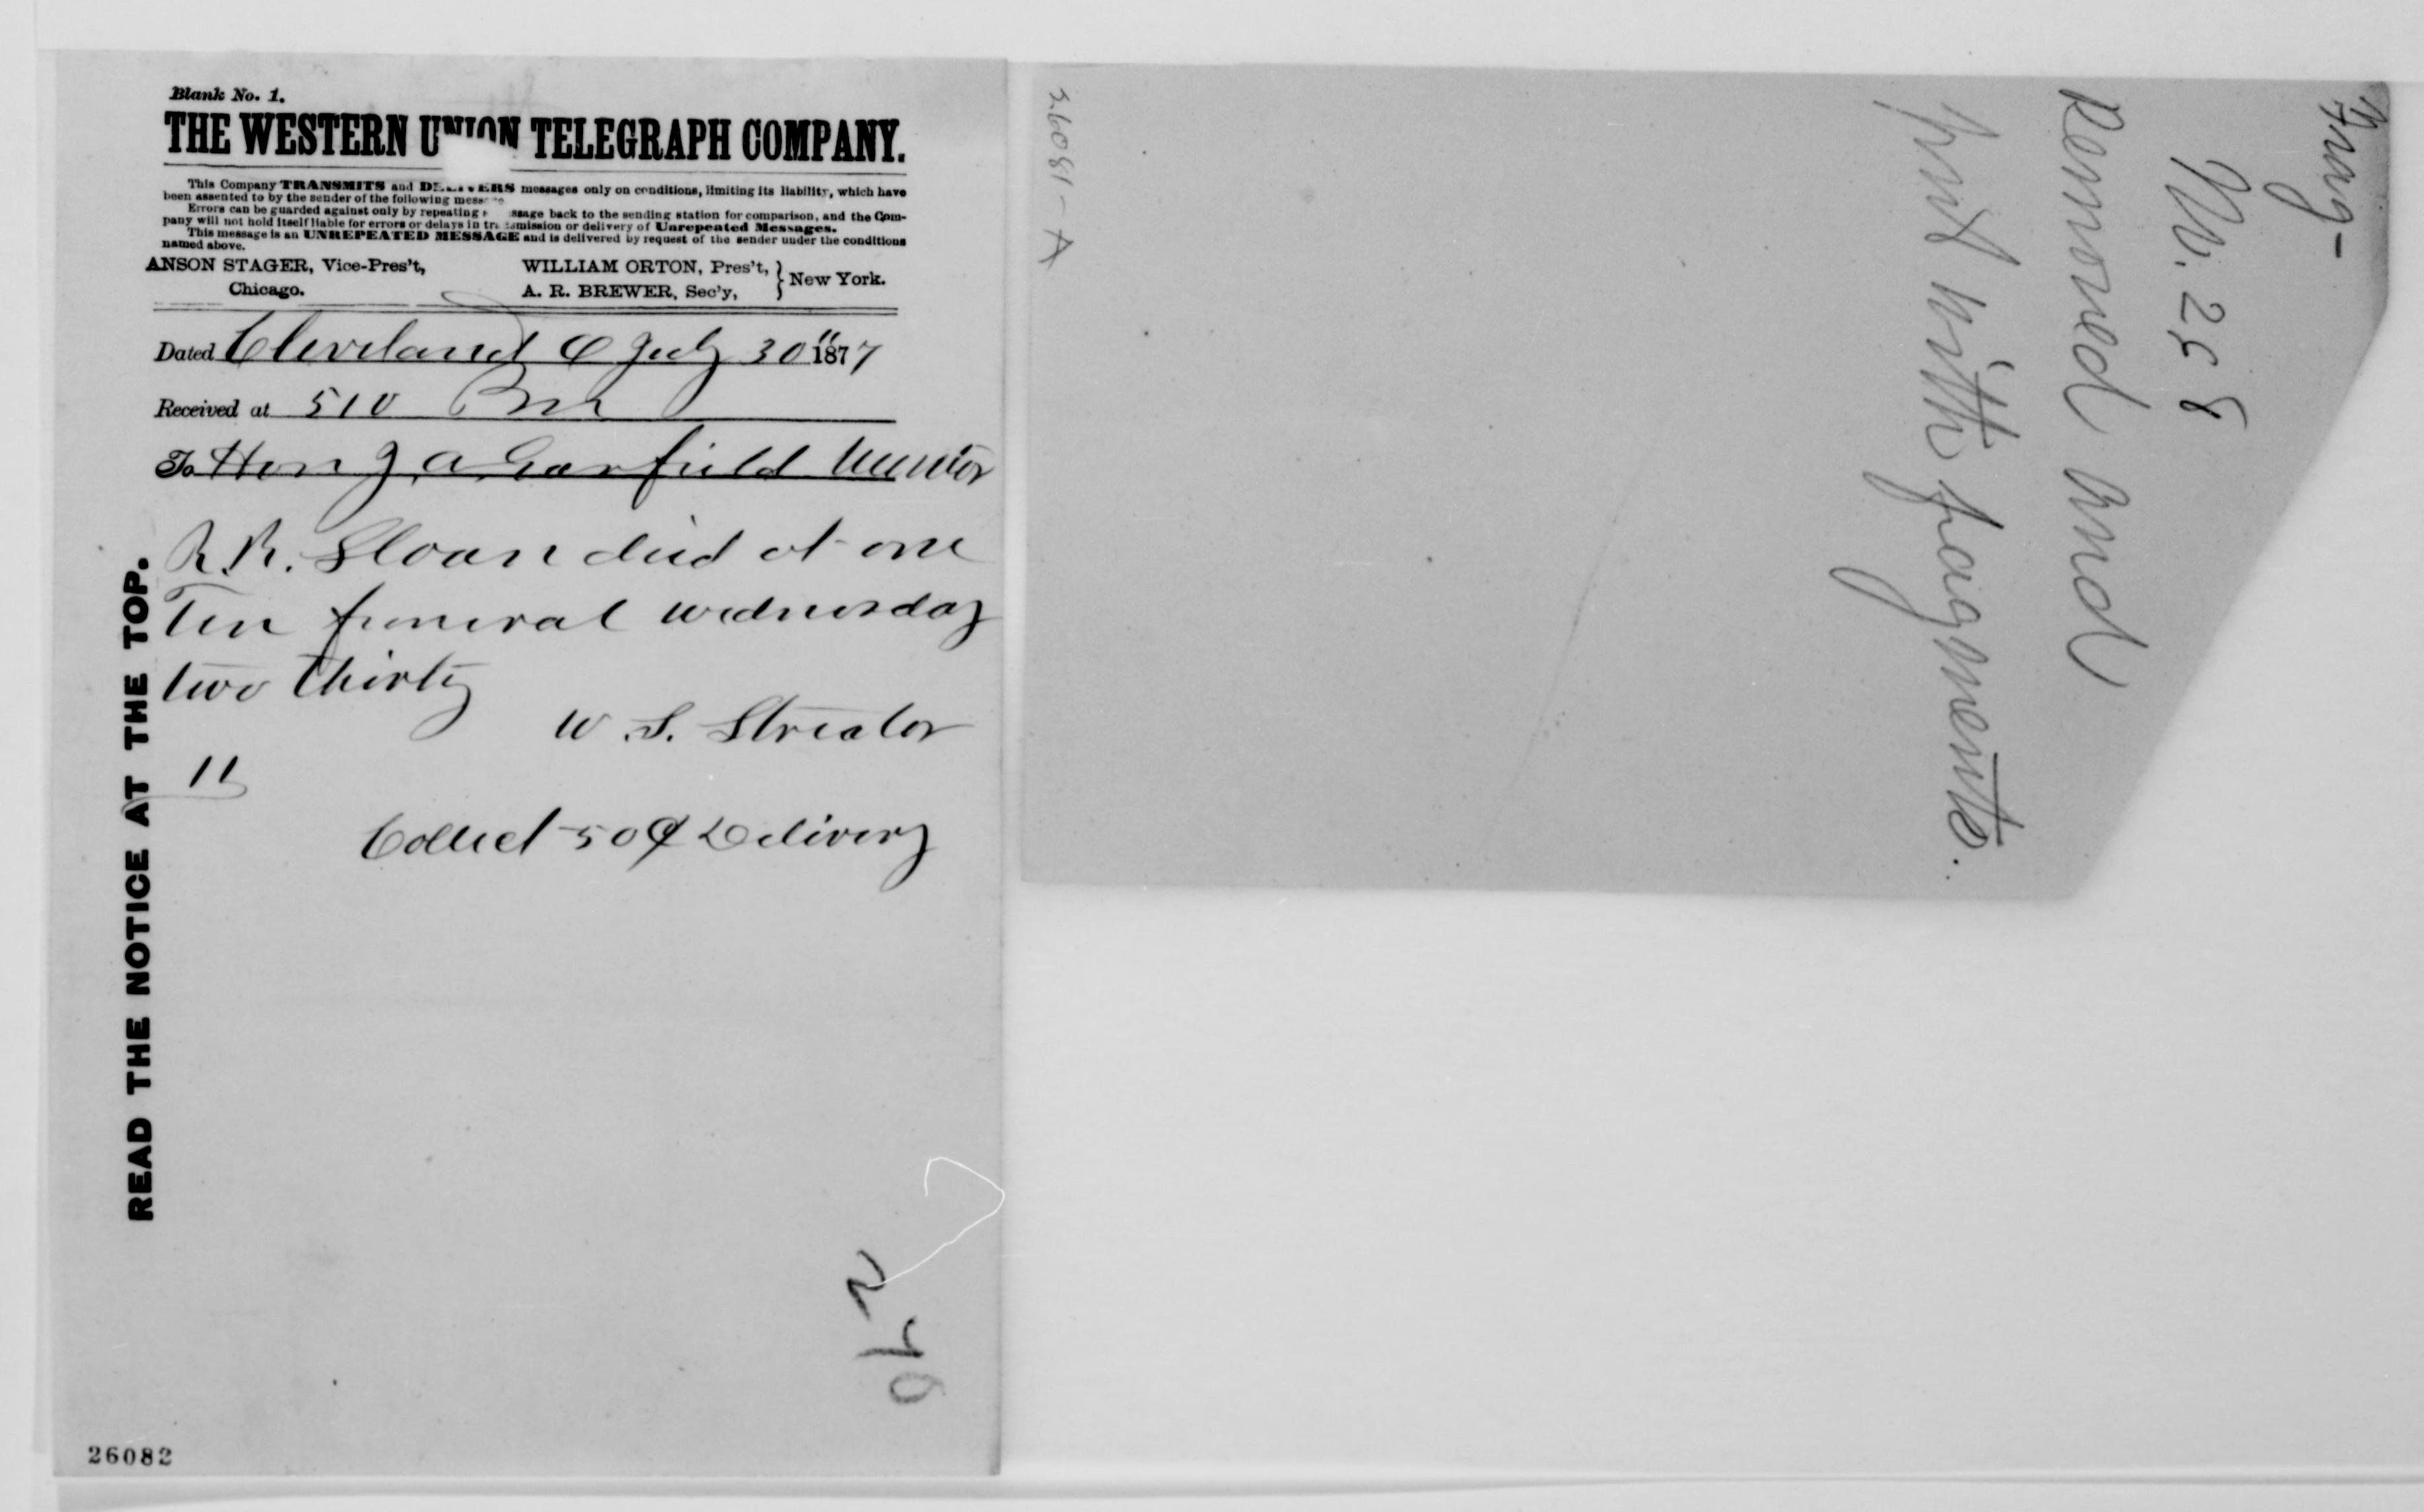 Blank No. 1.
THE WESTERN UNION TELEGRAPH COMPANY.
This Company TRANSMITS and DELIVERS messages only on conditions, limiting its liability, which have
been assented to by the sender of the following
Errors can be guarded against only by repeating back to the sending station for comparison, and the Com-
pany will not hold itself liable for errors or delays in transmission or delivery of Unrepeated Messages.
This message is an UNREPEATED MESSAGE and is delivered by request of the sender under the conditions
named above.
ANSON STAGER, Vice-Pres't,
Chicago.
WILLIAM ORTON, Pres't,
A. R. BREWER, Sec'y,
} New York.
Dated Cleveland O July 30 1877
Received at 510
To Hon J. A. Garfield Mentor
R. R. Sloan died at one
Ten funeral wednesday
two thirty
W. S. Streator
11
Collect 50¢ Delivery
READ THE NOTICE AT THE TOP.
26082
26081-A
Frag-
No. 258
Removed and
put with fragments.